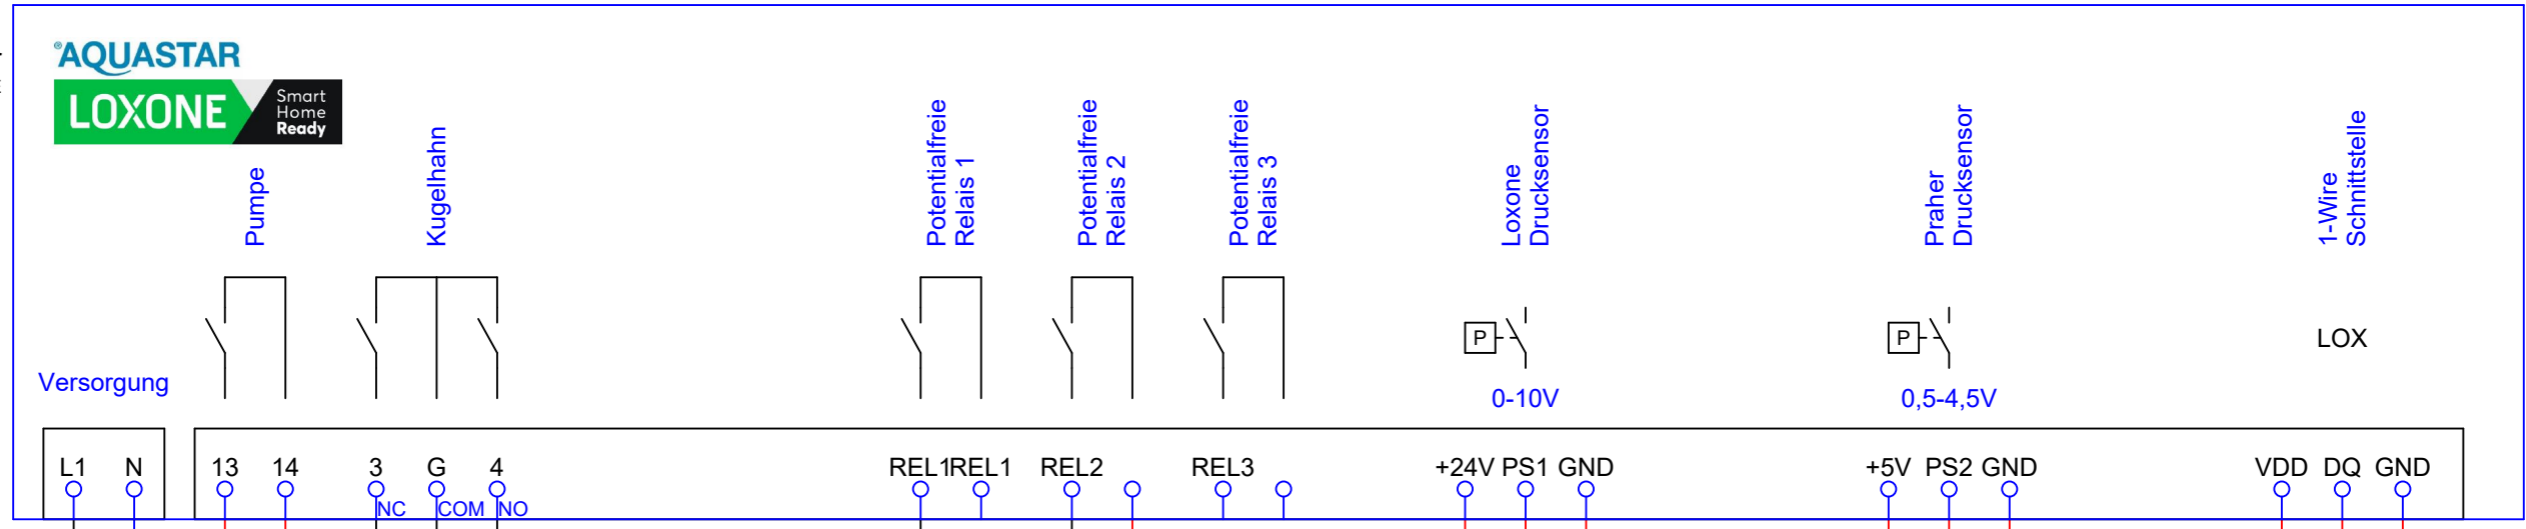 ®AQUASTAR
LOXONE Smart
Home
Ready
Pumpe
Kugelhahn
Potentialfreie
Relais 1
Potentialfreie
Relais 2
Potentialfreie
Relais 3
Loxone
Drucksensor
Praher
Drucksensor
1-Wire
Schnittstelle
P
P
LOX
Versorgung
0-10V
0,5-4,5V
L1 N 13 14 3 G 4 REL1 REL1 REL2 REL3 +24V PS1 GND +5V PS2 GND VDD DQ GND
NC COM NO